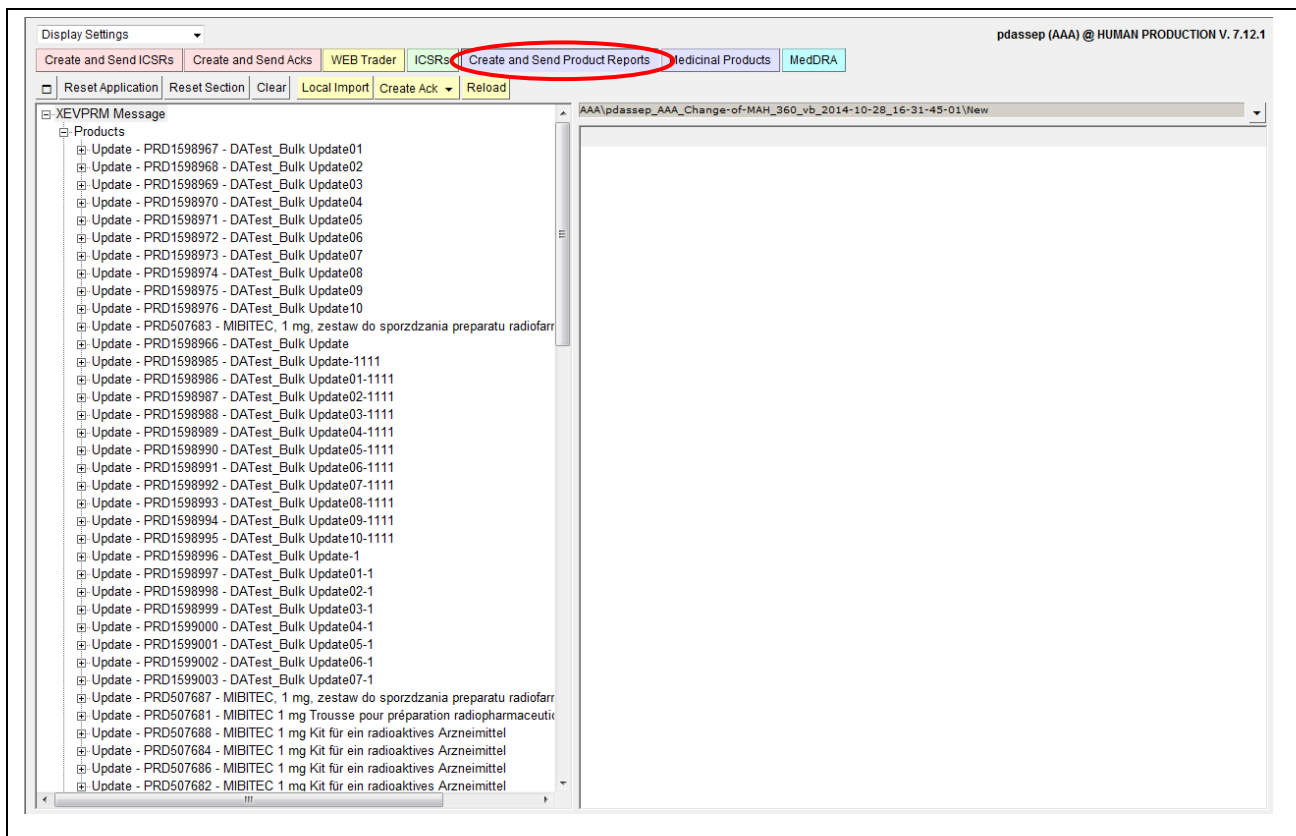 Display Settings
pdassep (AAA) @ HUMAN PRODUCTION V. 7.12.1
Create and Send ICSRs Create and Send Acks WEB Trader ICSRs Create and Send Product Reports Medicinal Products MedDRA
Reset Application Reset Section Clear Local Import Create Ack Reload
XEVPRM Message
AAA\pdassep_AAA_Change-of-MAH_360_vb_2014-10-28_16-31-45-01\New
Products
Update - PRD1598967 - DATest_Bulk Update01
Update - PRD1598968 - DATest_Bulk Update02
Update - PRD1598969 - DATest_Bulk Update03
Update - PRD1598970 - DATest_Bulk Update04
Update - PRD1598971 - DATest_Bulk Update05
Update - PRD1598972 - DATest_Bulk Update06
Update - PRD1598973 - DATest_Bulk Update07
Update - PRD1598974 - DATest_Bulk Update08
Update - PRD1598975 - DATest_Bulk Update09
Update - PRD1598976 - DATest_Bulk Update10
Update - PRD507683 - MIBITEC, 1 mg, zestaw do sporzdzania preparatu radiofarr
Update - PRD1598966 - DATest_Bulk Update
Update - PRD1598985 - DATest_Bulk Update-1111
Update - PRD1598986 - DATest_Bulk Update01-1111
Update - PRD1598987 - DATest_Bulk Update02-1111
Update - PRD1598988 - DATest_Bulk Update03-1111
Update - PRD1598989 - DATest_Bulk Update04-1111
Update - PRD1598990 - DATest_Bulk Update05-1111
Update - PRD1598991 - DATest_Bulk Update06-1111
Update - PRD1598992 - DATest_Bulk Update07-1111
Update - PRD1598993 - DATest_Bulk Update08-1111
Update - PRD1598994 - DATest_Bulk Update09-1111
Update - PRD1598995 - DATest_Bulk Update10-1111
Update - PRD1598996 - DATest_Bulk Update-1
Update - PRD1598997 - DATest_Bulk Update01-1
Update - PRD1598998 - DATest_Bulk Update02-1
Update - PRD1598999 - DATest_Bulk Update03-1
Update - PRD1599000 - DATest_Bulk Update04-1
Update - PRD1599001 - DATest_Bulk Update05-1
Update - PRD1599002 - DATest_Bulk Update06-1
Update - PRD1599003 - DATest_Bulk Update07-1
Update - PRD507687 - MIBITEC, 1 mg, zestaw do sporzdzania preparatu radiofarr
Update - PRD507681 - MIBITEC 1 mg Trousse pour préparation radiopharmaceutic
Update - PRD507688 - MIBITEC 1 mg Kit für ein radioaktives Arzneimittel
Update - PRD507684 - MIBITEC 1 mg Kit für ein radioaktives Arzneimittel
Update - PRD507686 - MIBITEC 1 mg Kit für ein radioaktives Arzneimittel
Update - PRD507682 - MIBITEC 1 mg Kit für ein radioaktives Arzneimittel